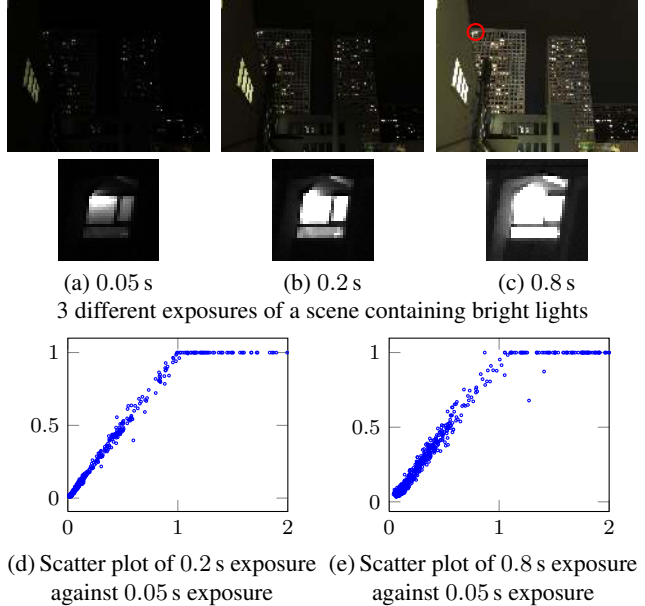 (a) 0.05 s
(b) 0.2 s
(c) 0.8 s
3 different exposures of a scene containing bright lights
1
0.5
0
0
1
2
1
0.5
0
0
1
2
(d) Scatter plot of 0.2 s exposure
against 0.05 s exposure
(e) Scatter plot of 0.8 s exposure
against 0.05 s exposure